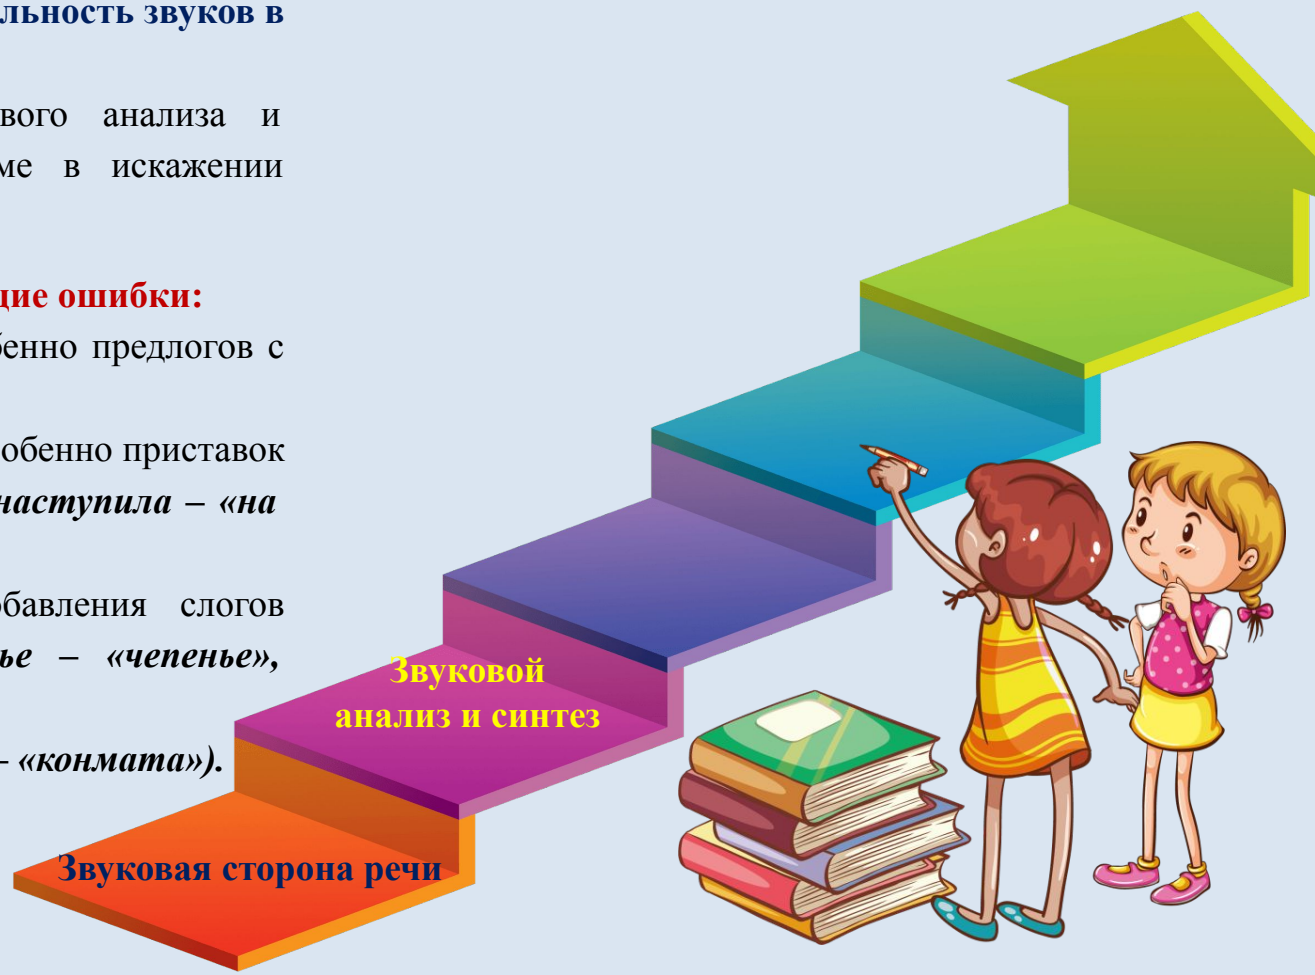 льность звуков в
вого анализа и
ме в искажении
цие ошибки:
бенно предлогов с
обенно приставок
наступила – «на
бавления слогов
ье – «чепенье»,
– «конмата»).
Звуковой
анализ и синтез
Звуковая сторона речи